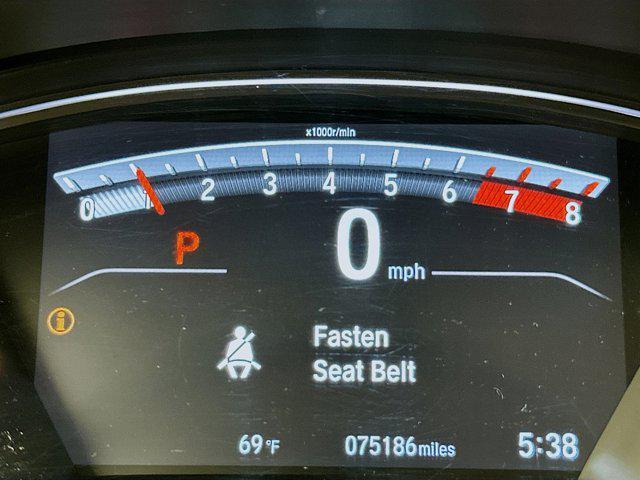 x1000r/min
0 1 2 3 4 5 6 7 8
P 0 mph
i
Fasten
Seat Belt
69°F 075186miles 5:38